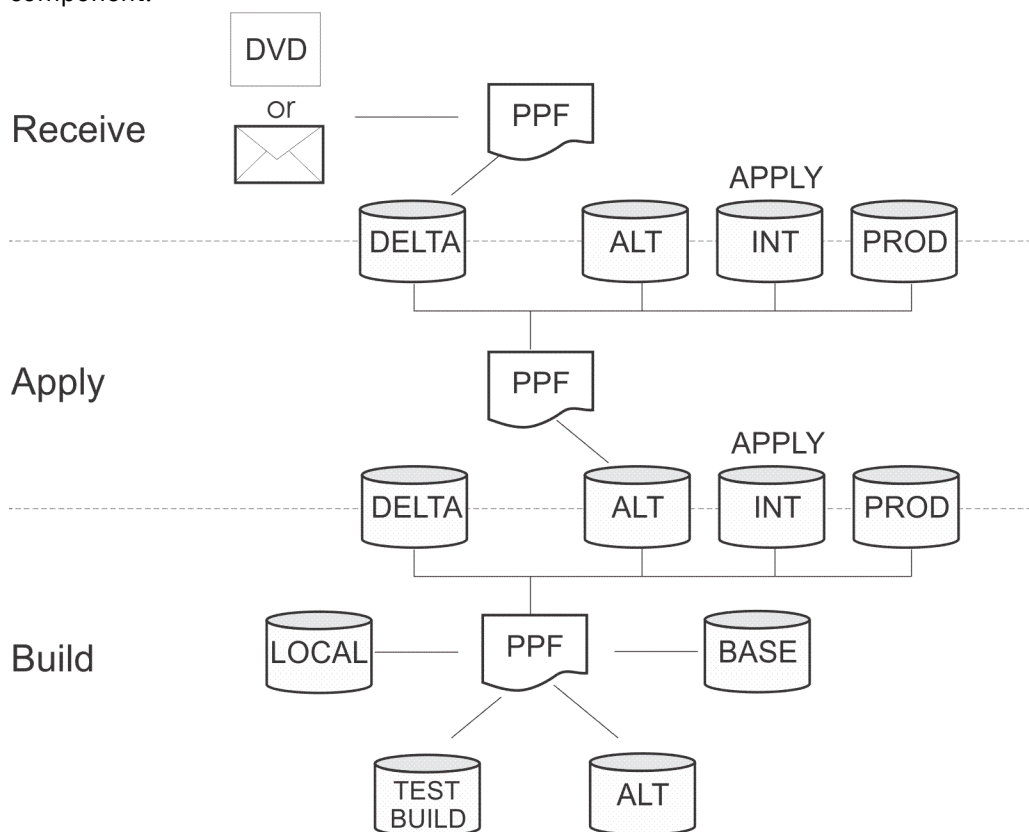 DVD
or
Receive
PPF
APPLY
DELTA
ALT
INT
PROD
Apply
PPF
APPLY
DELTA
ALT
INT
PROD
Build
LOCAL
PPF
BASE
TEST
BUILD
ALT